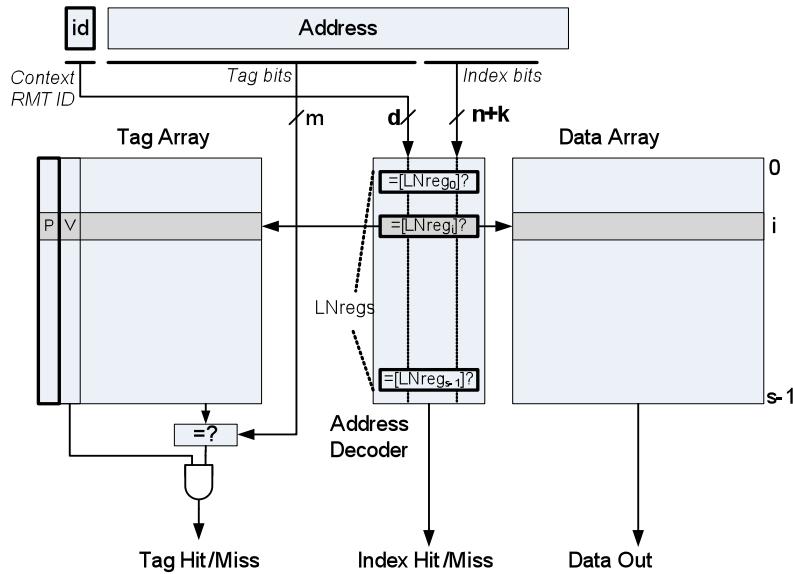 id
Address
Context
RMT ID
Tag bits
Index bits
m
d
n+k
Tag Array
Data Array
0
=[LNreg0]?
P
V
=[LNregi]?
i
LNregs
=[LNregs-1]?
s-1
=?
Address
Decoder
Tag Hit/Miss
Index Hit/Miss
Data Out